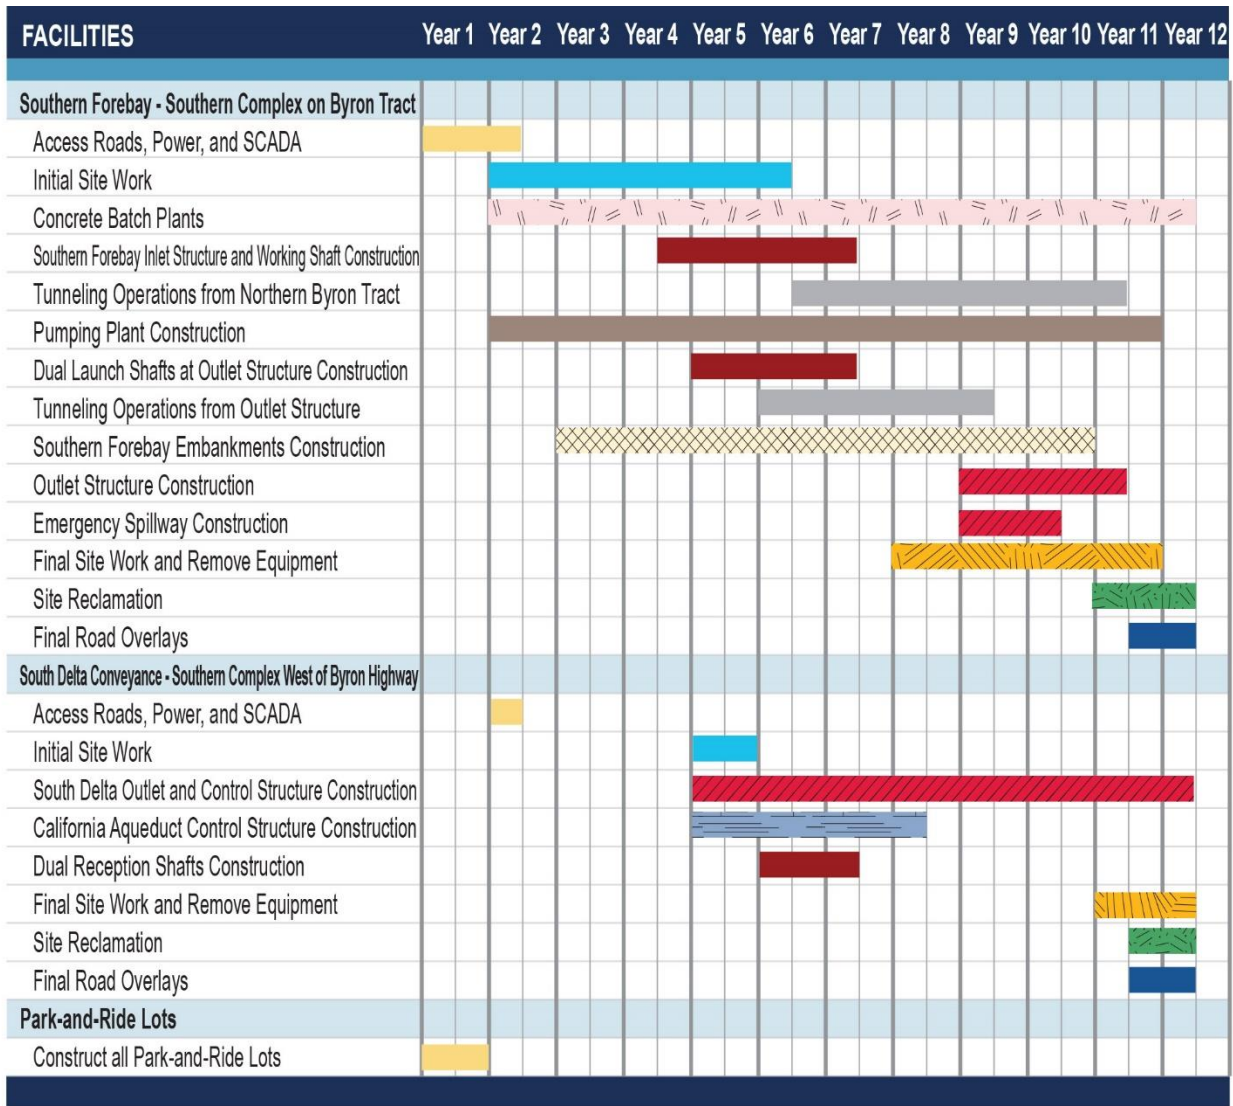 FACILITIES Year 1 Year 2 Year 3 Year 4 Year 5 Year 6 Year 7 Year 8 Year 9 Year 10 Year 11 Year 12
Southern Forebay - Southern Complex on Byron Tract
Access Roads, Power, and SCADA
Initial Site Work
Concrete Batch Plants
Southern Forebay Inlet Structure and Working Shaft Construction
Tunneling Operations from Northern Byron Tract
Pumping Plant Construction
Dual Launch Shafts at Outlet Structure Construction
Tunneling Operations from Outlet Structure
Southern Forebay Embankments Construction
Outlet Structure Construction
Emergency Spillway Construction
Final Site Work and Remove Equipment
Site Reclamation
Final Road Overlays
South Delta Conveyance - Southern Complex West of Byron Highway
Access Roads, Power, and SCADA
Initial Site Work
South Delta Outlet and Control Structure Construction
California Aqueduct Control Structure Construction
Dual Reception Shafts Construction
Final Site Work and Remove Equipment
Site Reclamation
Final Road Overlays
Park-and-Ride Lots
Construct all Park-and-Ride Lots